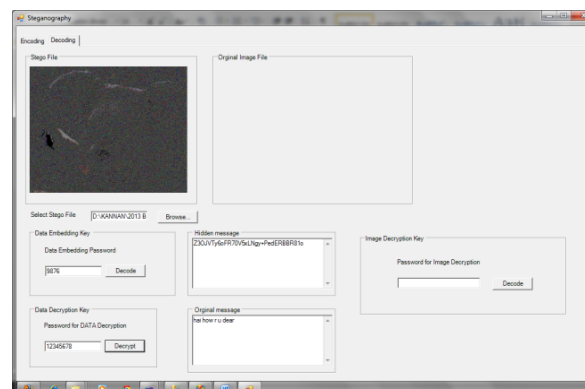 Steganography
Encoding Decoding
Stego File
Orginal Image File
Select Stego File D:\KANNAN\2013 B Browse...
Data Embedding Key
Data Embedding Password
9876 Decode
Hidden message
Image Decryption Key
Password for Image Decryption
Decode
Data Decryption Key
Password for DATA Decryption
12345678 Decrypt
Orginal message
hai how r u dear